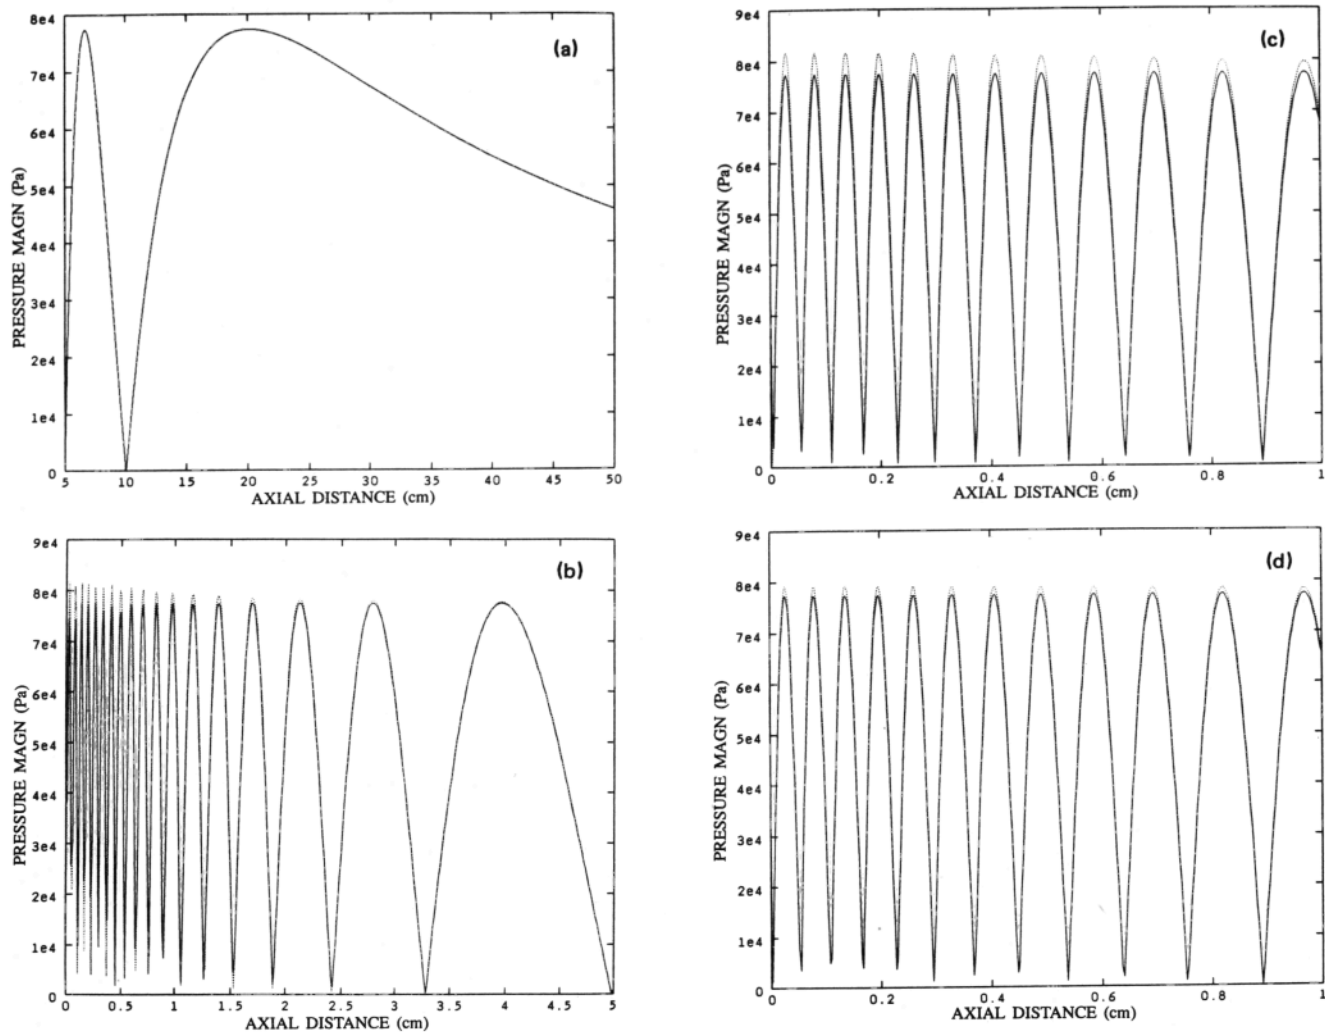 (a)
8e4
7e4
6e4
5e4
4e4
3e4
2e4
1e4
0
PRESSURE MAGN (Pa)
5 10 15 20 25 30 35 40 45 50
AXIAL DISTANCE (cm)
(c)
9e4
8e4
7e4
6e4
5e4
4e4
3e4
2e4
1e4
0
PRESSURE MAGN (Pa)
0 0.2 0.4 0.6 0.8 1
AXIAL DISTANCE (cm)
(b)
9e4
8e4
7e4
6e4
5e4
4e4
3e4
2e4
1e4
0
PRESSURE MAGN (Pa)
0 0.5 1 1.5 2 2.5 3 3.5 4 4.5 5
AXIAL DISTANCE (cm)
(d)
9e4
8e4
7e4
6e4
5e4
4e4
3e4
2e4
1e4
0
PRESSURE MAGN (Pa)
0 0.2 0.4 0.6 0.8 1
AXIAL DISTANCE (cm)